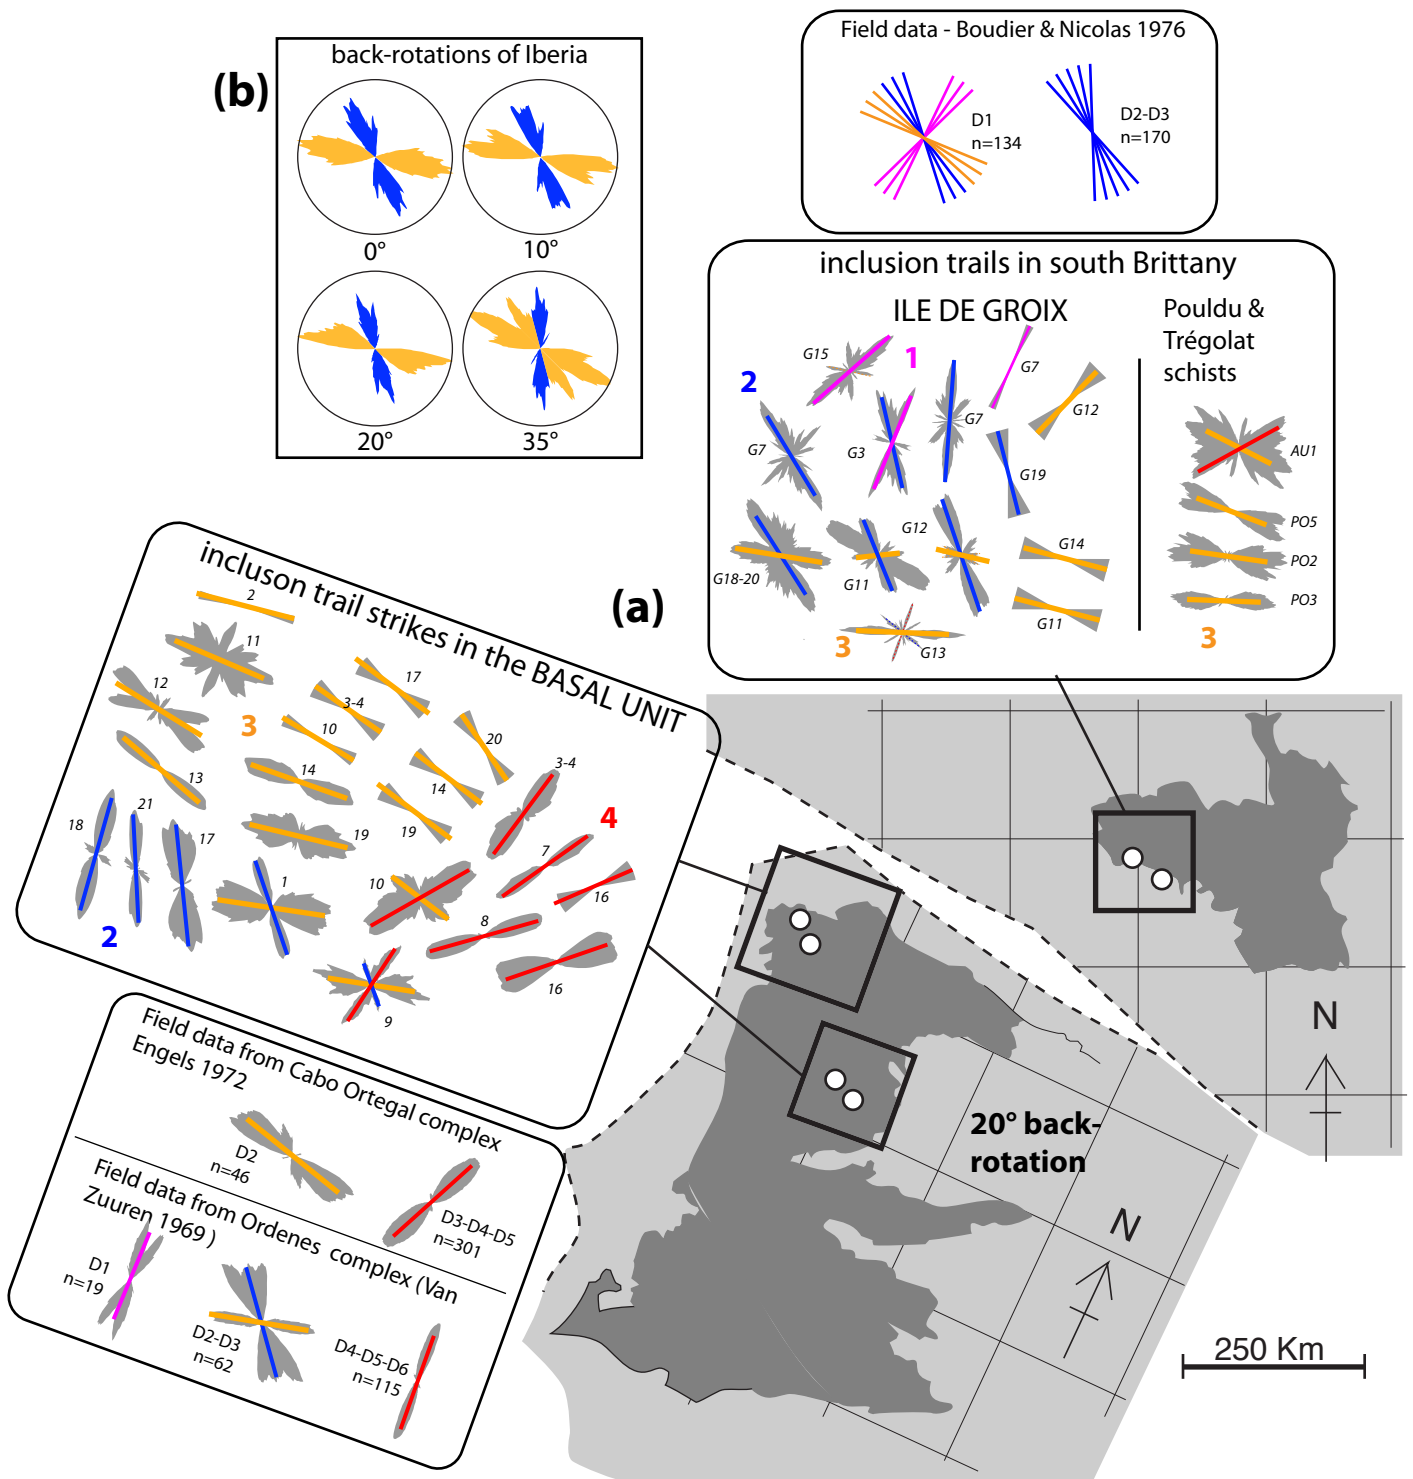 (b)
back-rotations of Iberia
0°
10°
20°
35°
Field data - Boudier & Nicolas 1976
D1
n=134
D2-D3
n=170
inclusion trails in south Brittany
ILE DE GROIX
Pouldu &
Trégolat
schists
G15
1
G7
2
G12
G7
G3
G7
G19
AU1
PO5
G12
G14
PO2
G18-20
G11
PO3
G11
3
G13
3
(a)
incluson trail strikes in the BASAL UNIT
2
11
17
12
3-4
3
10
20
13
14
14
3-4
21
18
17
19
19
4
7
10
16
1
8
2
16
9
Field data from Cabo Ortegal complex
Engels 1972
D2
n=46
D3-D4-D5
n=301
Field data from Ordenes complex (Van
Zuuren 1969 )
D1
n=19
D2-D3
n=62
D4-D5-D6
n=115
20° back-
rotation
N
N
250 Km